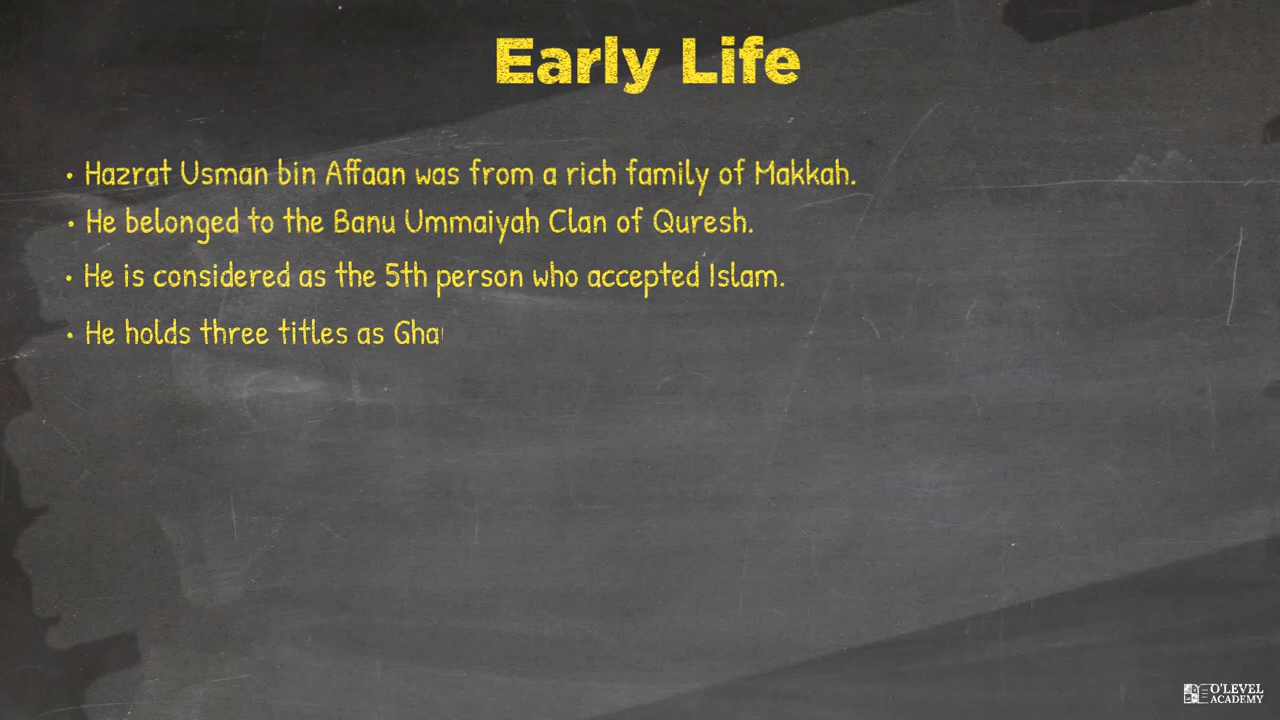 Early Life
• Hazrat Usman bin Affaan was from a rich family of Makkah.
• He belonged to the Banu Ummaiyah Clan of Quresh.
• He is considered as the 5th person who accepted Islam.
• He holds three titles as Gha
O'LEVEL
ACADEMY